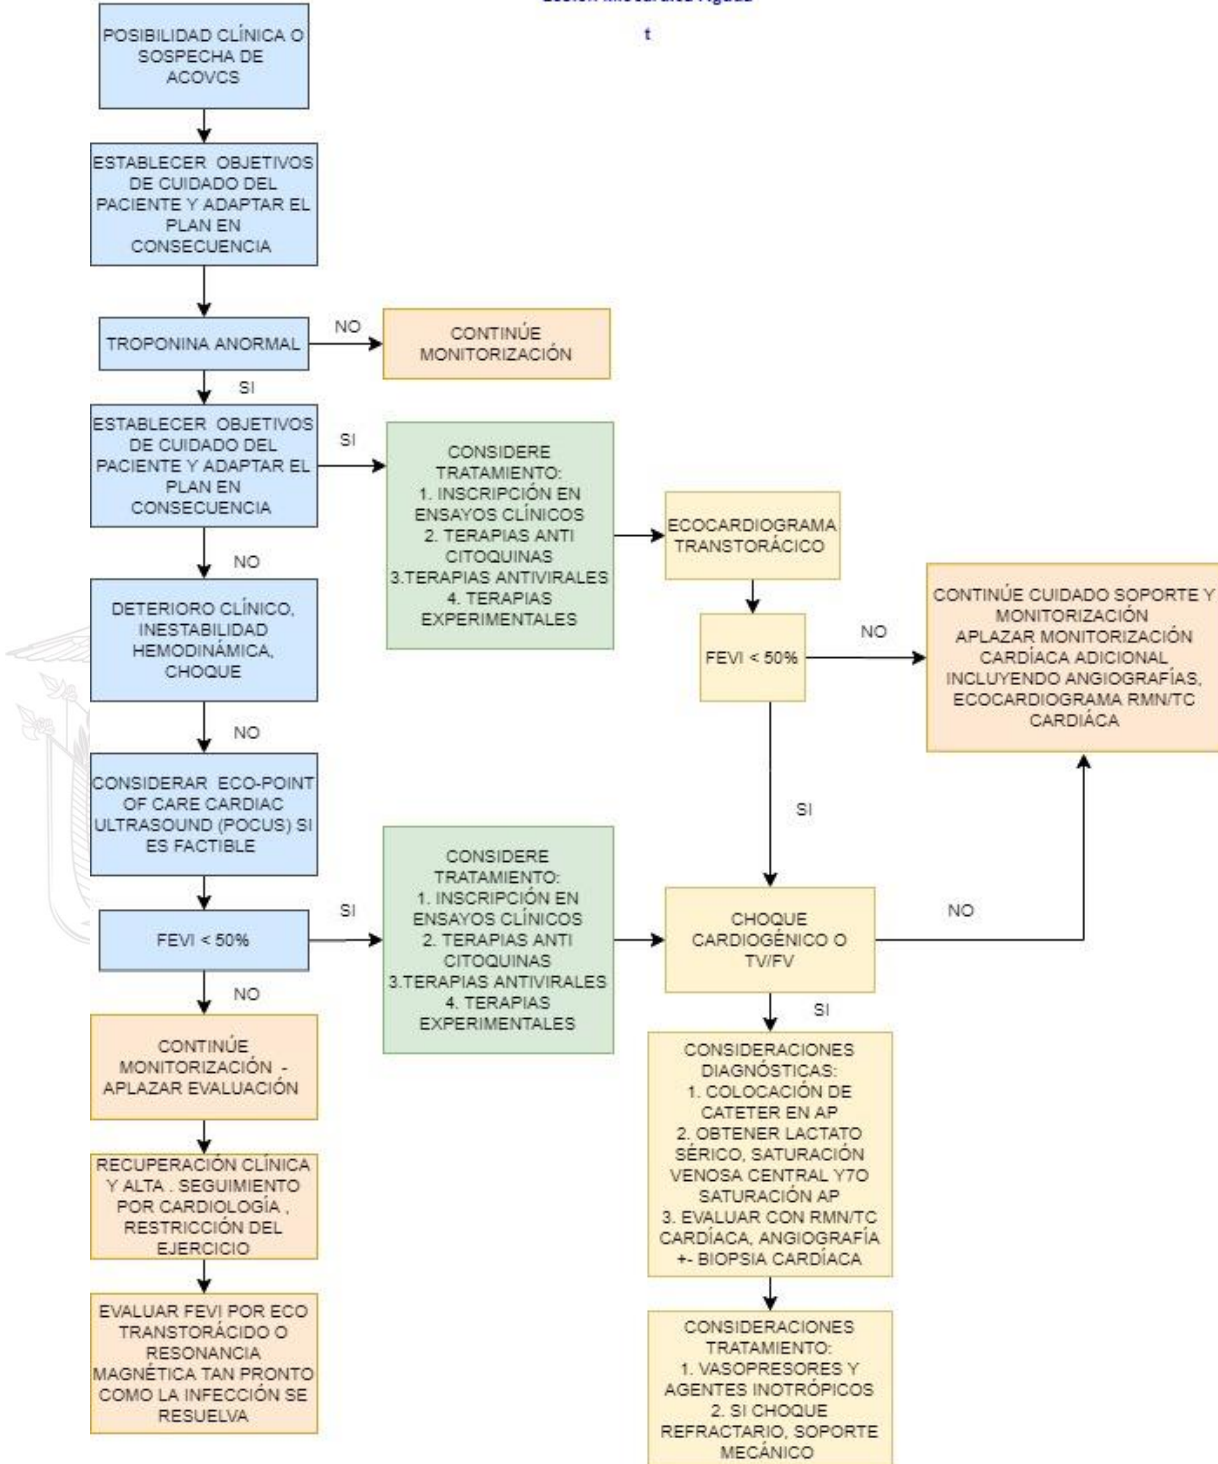 t
POSIBILIDAD CLÍNICA O
SOSPECHA DE
ACOVCS
ESTABLECER OBJETIVOS
DE CUIDADO DEL
PACIENTE Y ADAPTAR EL
PLAN EN
CONSECUENCIA
TROPONINA ANORMAL
NO
CONTINÚE
MONITORIZACIÓN
SI
ESTABLECER OBJETIVOS
DE CUIDADO DEL
PACIENTE Y ADAPTAR EL
PLAN EN
CONSECUENCIA
SI
CONSIDERE
TRATAMIENTO:
1. INSCRIPCIÓN EN
ENSAYOS CLÍNICOS
2. TERAPIAS ANTI
CITOQUINAS
3.TERAPIAS ANTIVIRALES
4. TERAPIAS
EXPERIMENTALES
ECOCARDIOGRAMA
TRANSTORÁCICO
NO
DETERIORO CLÍNICO,
INESTABILIDAD
HEMODINÁMICA,
CHOQUE
FEVI < 50%
NO
CONTINÚE CUIDADO SOPORTE Y
MONITORIZACIÓN
APLAZAR MONITORIZACIÓN
CARDÍACA ADICIONAL
INCLUYENDO ANGIOGRAFÍAS,
ECOCARDIOGRAMA RMN/TC
CARDIÁCA
NO
CONSIDERAR ECO-POINT
OF CARE CARDIAC
ULTRASOUND (POCUS) SI
ES FACTIBLE
SI
FEVI < 50%
SI
CONSIDERE
TRATAMIENTO:
1. INSCRIPCIÓN EN
ENSAYOS CLÍNICOS
2. TERAPIAS ANTI
CITOQUINAS
3.TERAPIAS ANTIVIRALES
4. TERAPIAS
EXPERIMENTALES
CHOQUE
CARDIOGÉNICO O
TV/FV
NO
NO
CONTINÚE
MONITORIZACIÓN -
APLAZAR EVALUACIÓN
SI
CONSIDERACIONES
DIAGNÓSTICAS:
1. COLOCACIÓN DE
CATETER EN AP
2. OBTENER LACTATO
SÉRICO, SATURACIÓN
VENOSA CENTRAL Y7O
SATURACIÓN AP
3. EVALUAR CON RMN/TC
CARDÍACA, ANGIOGRAFÍA
+- BIOPSIA CARDÍACA
RECUPERACIÓN CLÍNICA
Y ALTA . SEGUIMIENTO
POR CARDIOLOGÍA ,
RESTRICCIÓN DEL
EJERCICIO
EVALUAR FEVI POR ECO
TRANSTORÁCIDO O
RESONANCIA
MAGNÉTICA TAN PRONTO
COMO LA INFECCIÓN SE
RESUELVA
CONSIDERACIONES
TRATAMIENTO:
1. VASOPRESORES Y
AGENTES INOTRÓPICOS
2. SI CHOQUE
REFRACTARIO, SOPORTE
MECÁNICO